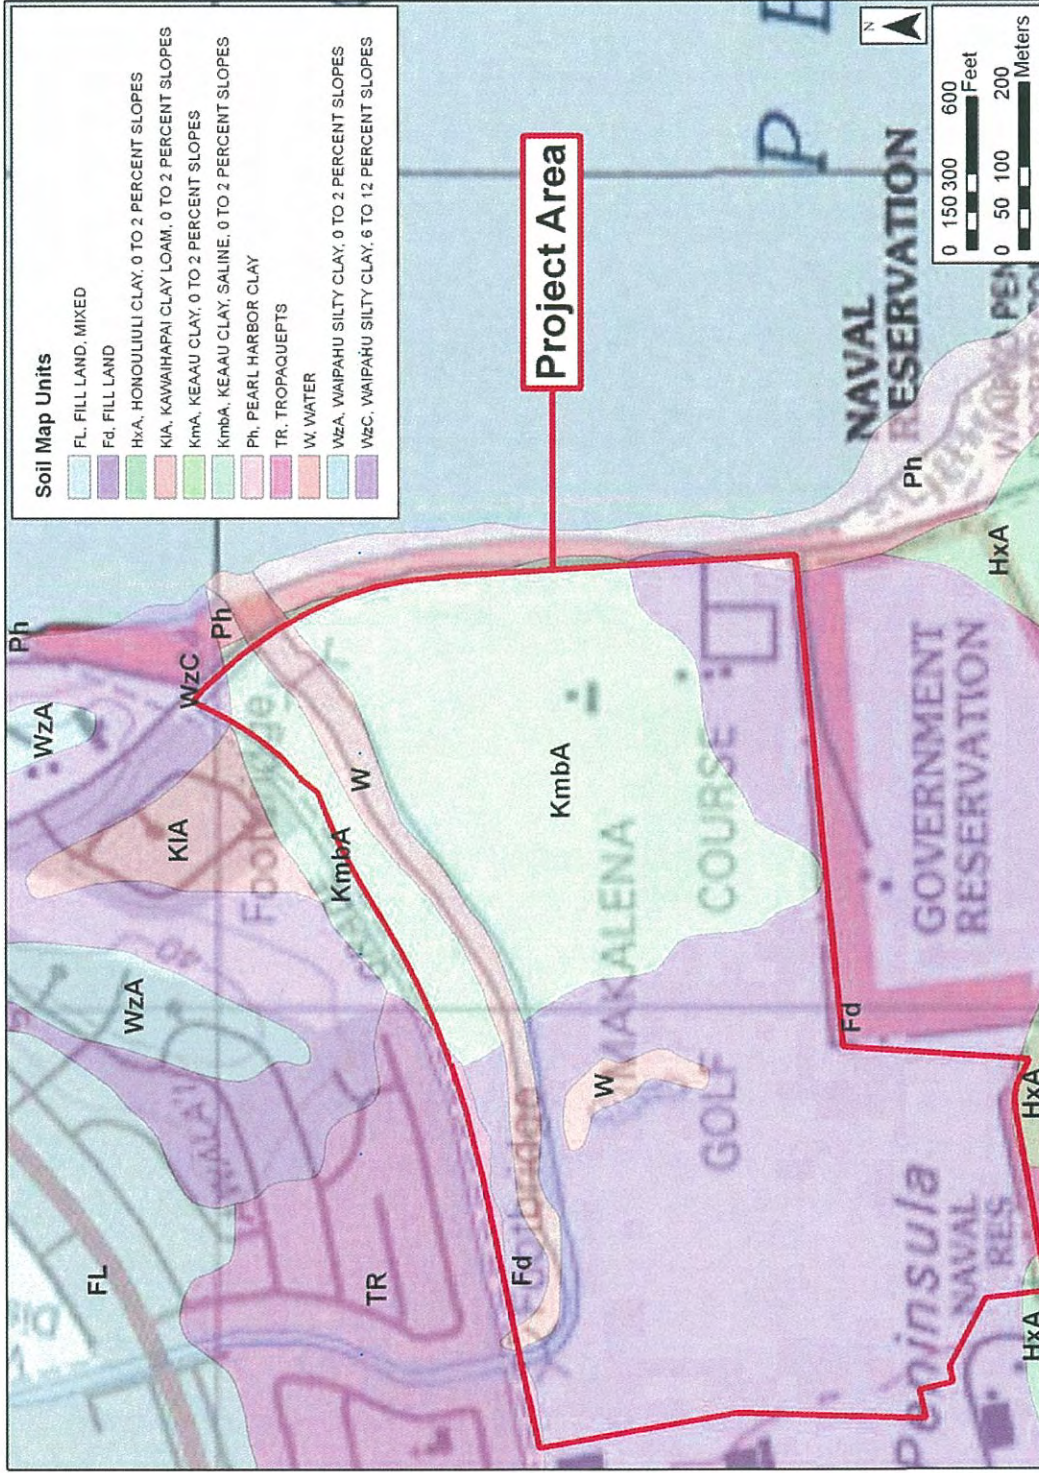 Soil Map Units
FL, FILL LAND, MIXED
Fd, FILL LAND
HxA, HONOULIULI CLAY, 0 TO 2 PERCENT SLOPES
KlA, KAWAIHAPAI CLAY LOAM, 0 TO 2 PERCENT SLOPES
KmA, KEAAU CLAY, 0 TO 2 PERCENT SLOPES
KmbA, KEAAU CLAY, SALINE, 0 TO 2 PERCENT SLOPES
Ph, PEARL HARBOR CLAY
TR, TROPAQUEPTS
W, WATER
WzA, WAIPAHU SILTY CLAY, 0 TO 2 PERCENT SLOPES
WzC, WAIPAHU SILTY CLAY, 6 TO 12 PERCENT SLOPES
Project Area
P E
N
0 150 300 600
Feet
0 50 100 200
Meters
NAVAL
RESERVATION
Ph
HxA
Ph
WzA
WzC
Ph
KlA
W
KmbA
KmbA
WzA
40
FL
TR
Fd
W
MAKALENA
GOLF COURSE
Fd
GOVERNMENT
RESERVATION
HxA
Peninsula
NAVAL
RES
HxA